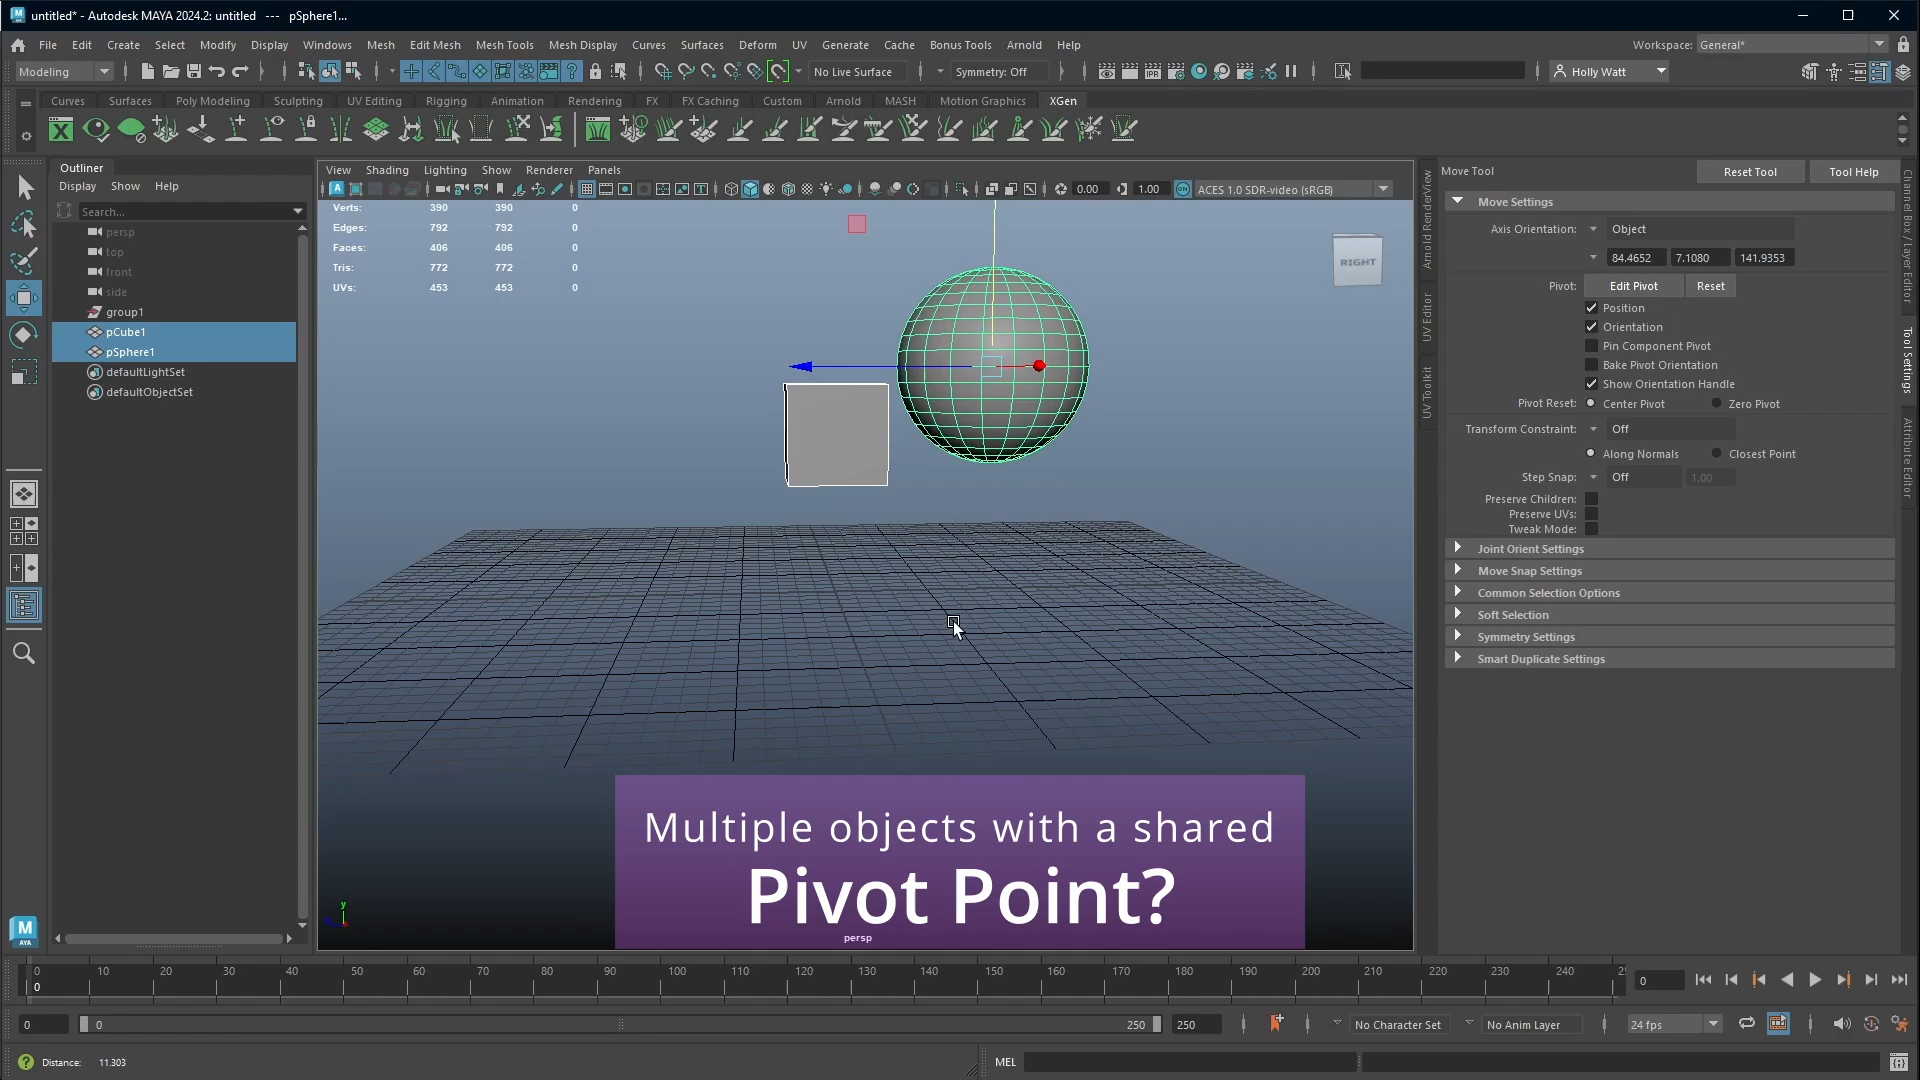 untitled* - Autodesk MAYA 2024.2: untitled --- pSphere1...
File Edit Create Select Modify Display Windows Mesh Edit Mesh Mesh Tools Mesh Display Curves Surfaces Deform UV Generate Cache Bonus Tools Arnold Help
Workspace: General*
Modeling
No Live Surface
Symmetry: Off
Holly Watt
Curves Surfaces Poly Modeling Sculpting UV Editing Rigging Animation Rendering FX FX Caching Custom Arnold MASH Motion Graphics XGen
Outliner
Display Show Help
Search...
persp
top
front
side
group1
pCube1
pSphere1
defaultLightSet
defaultObjectSet
View Shading Lighting Show Renderer Panels
0.00 1.00 ACES 1.0 SDR-video (sRGB)
Verts: 390 390 0
Edges: 792 792 0
Faces: 406 406 0
Tris: 772 772 0
UVs: 453 453 0
RIGHT
Multiple objects with a shared
Pivot Point?
persp
y
Arnold RenderView
UV Editor
UV Toolkit
Move Tool
Reset Tool
Tool Help
Move Settings
Axis Orientation: Object
84.4652 7.1080 141.9353
Pivot: Edit Pivot Reset
Position
Orientation
Pin Component Pivot
Bake Pivot Orientation
Show Orientation Handle
Pivot Reset: Center Pivot Zero Pivot
Transform Constraint: Off
Along Normals Closest Point
Step Snap: Off 1.00
Preserve Children:
Preserve UVs:
Tweak Mode:
Joint Orient Settings
Move Snap Settings
Common Selection Options
Soft Selection
Symmetry Settings
Smart Duplicate Settings
Channel Box / Layer Editor
Tool Settings
Attribute Editor
M
AYA
0 10 20 30 40 50 60 70 80 90 100 110 120 130 140 150 160 170 180 190 200 210 220 230 240
0
0
0 0 250 250
No Character Set
No Anim Layer
24 fps
Distance: 11.303
MEL